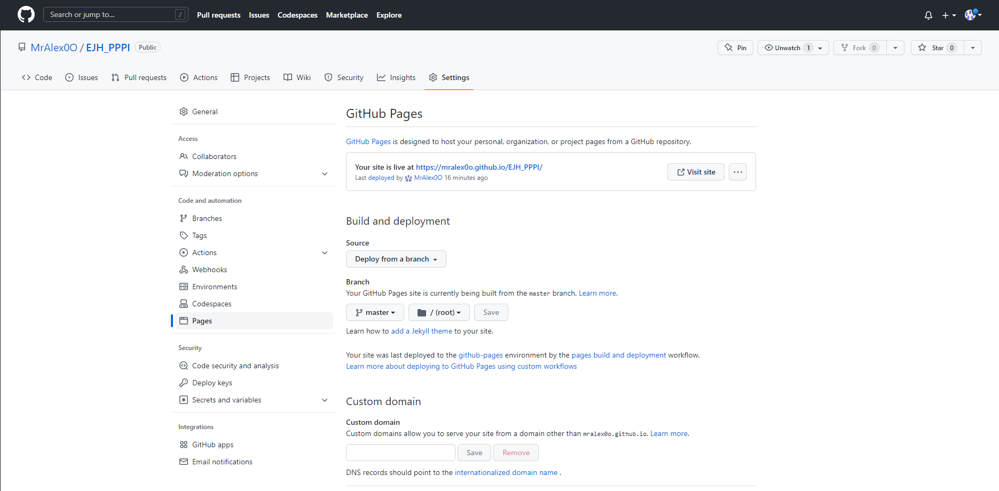 Search or jump to... /
Pull requests Issues Codespaces Marketplace Explore
MrAlex0O / EJH_PPPI Public
Pin Unwatch 1 Fork 0 Star 0
Code Issues Pull requests Actions Projects Wiki Security Insights Settings
General
Access
Collaborators
Moderation options
Code and automation
Branches
Tags
Actions
Webhooks
Environments
Codespaces
Pages
Security
Code security and analysis
Deploy keys
Secrets and variables
Integrations
GitHub apps
Email notifications
GitHub Pages
GitHub Pages is designed to host your personal, organization, or project pages from a GitHub repository.
Your site is live at https://mralex0o.github.io/EJH_PPPI/
Last deployed by MrAlex0O 16 minutes ago
Visit site
Build and deployment
Source
Deploy from a branch
Branch
Your GitHub Pages site is currently being built from the master branch. Learn more.
master / (root) Save
Learn how to add a Jekyll theme to your site.
Your site was last deployed to the github-pages environment by the pages build and deployment workflow.
Learn more about deploying to GitHub Pages using custom workflows
Custom domain
Custom domain
Custom domains allow you to serve your site from a domain other than mralex0o.github.io. Learn more.
Save Remove
DNS records should point to the internationalized domain name .